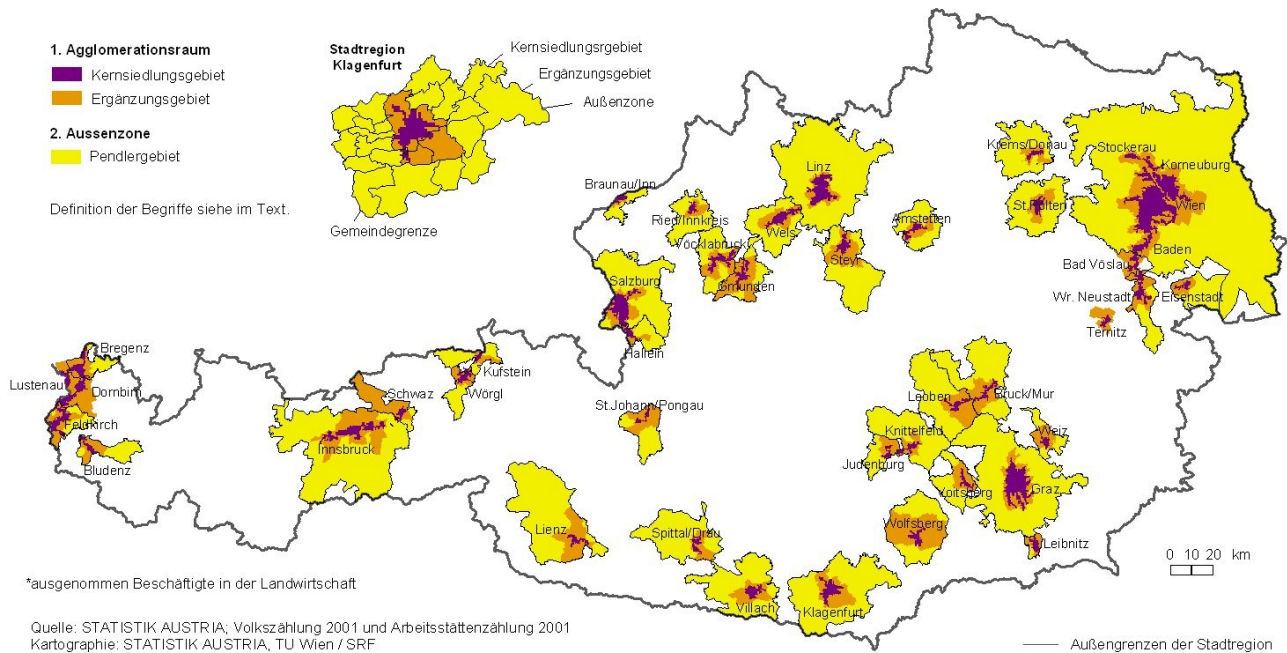 1. Agglomerationsraum
Kernsiedlungsgebiet
Ergänzungsgebiet
2. Aussenzone
Pendlergebiet
Definition der Begriffe siehe im Text.
Stadtregion
Klagenfurt
Kernsiedlungsrgebiet
Ergänzungsgebiet
Außenzone
Gemeindegrenze
Krems/Donau
Stockerau
Korneuburg
Wien
Linz
Braunau/Inn
Ried/Innkreis
Wels
St.Pölten
Amstetten
Vöcklabruck
Steyr
Baden
Gmunden
Bad Vöslau
Salzburg
Wr. Neustadt
Eisenstadt
Ternitz
Hallein
Bregenz
Kufstein
Lustenau
Dornbirn
Schwaz
Wörgl
Leoben
Bruck/Mur
St.Johann/Pongau
Feldkirch
Knittelfeld
Weiz
Innsbruck
Bludenz
Judenburg
Voitsberg
Graz
Lienz
Spittal/Drau
Wolfsberg
Leibnitz
Villach
Klagenfurt
0 10 20 km
*ausgenommen Beschäftigte in der Landwirtschaft
Quelle: STATISTIK AUSTRIA; Volkszählung 2001 und Arbeitsstättenzählung 2001
Kartographie: STATISTIK AUSTRIA, TU Wien / SRF
Außengrenzen der Stadtregion